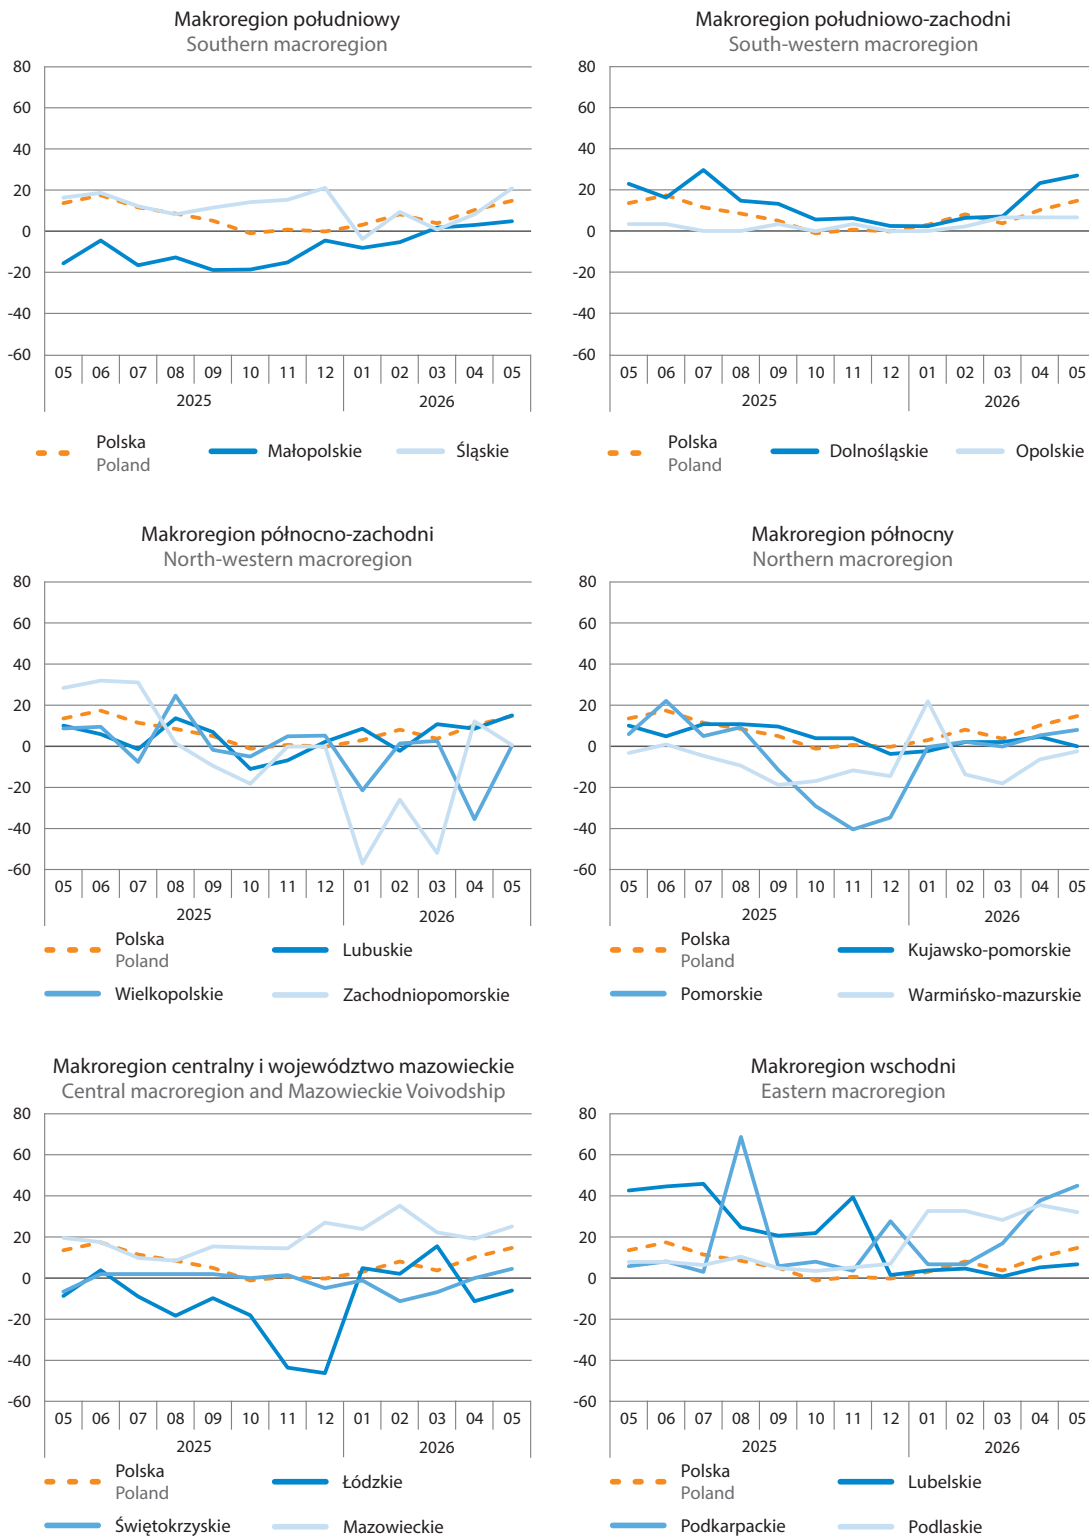 Makroregion południowy
Southern macroregion
80
60
40
20
0
-20
-40
-60
05 06 07 08 09 10 11 12 01 02 03 04 05
2025 2026
Polska
Poland
Małopolskie
Śląskie
Makroregion południowo-zachodni
South-western macroregion
80
60
40
20
0
-20
-40
-60
05 06 07 08 09 10 11 12 01 02 03 04 05
2025 2026
Polska
Poland
Dolnośląskie
Opolskie
Makroregion północno-zachodni
North-western macroregion
80
60
40
20
0
-20
-40
-60
05 06 07 08 09 10 11 12 01 02 03 04 05
2025 2026
Polska
Poland
Lubuskie
Wielkopolskie
Zachodniopomorskie
Makroregion północny
Northern macroregion
80
60
40
20
0
-20
-40
-60
05 06 07 08 09 10 11 12 01 02 03 04 05
2025 2026
Polska
Poland
Kujawsko-pomorskie
Pomorskie
Warmińsko-mazurskie
Makroregion centralny i województwo mazowieckie
Central macroregion and Mazowieckie Voivodship
80
60
40
20
0
-20
-40
-60
05 06 07 08 09 10 11 12 01 02 03 04 05
2025 2026
Polska
Poland
Łódzkie
Świętokrzyskie
Mazowieckie
Makroregion wschodni
Eastern macroregion
80
60
40
20
0
-20
-40
-60
05 06 07 08 09 10 11 12 01 02 03 04 05
2025 2026
Polska
Poland
Lubelskie
Podkarpackie
Podlaskie